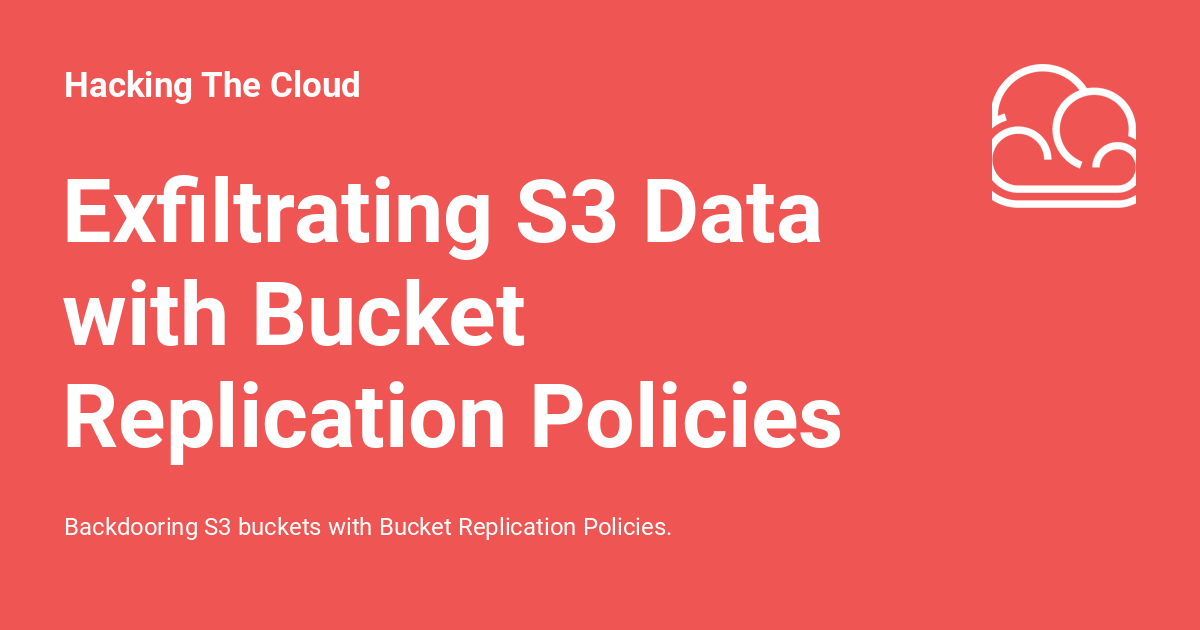 Hacking The Cloud
Exfiltrating S3 Data
with Bucket
Replication Policies
Backdooring S3 buckets with Bucket Replication Policies.